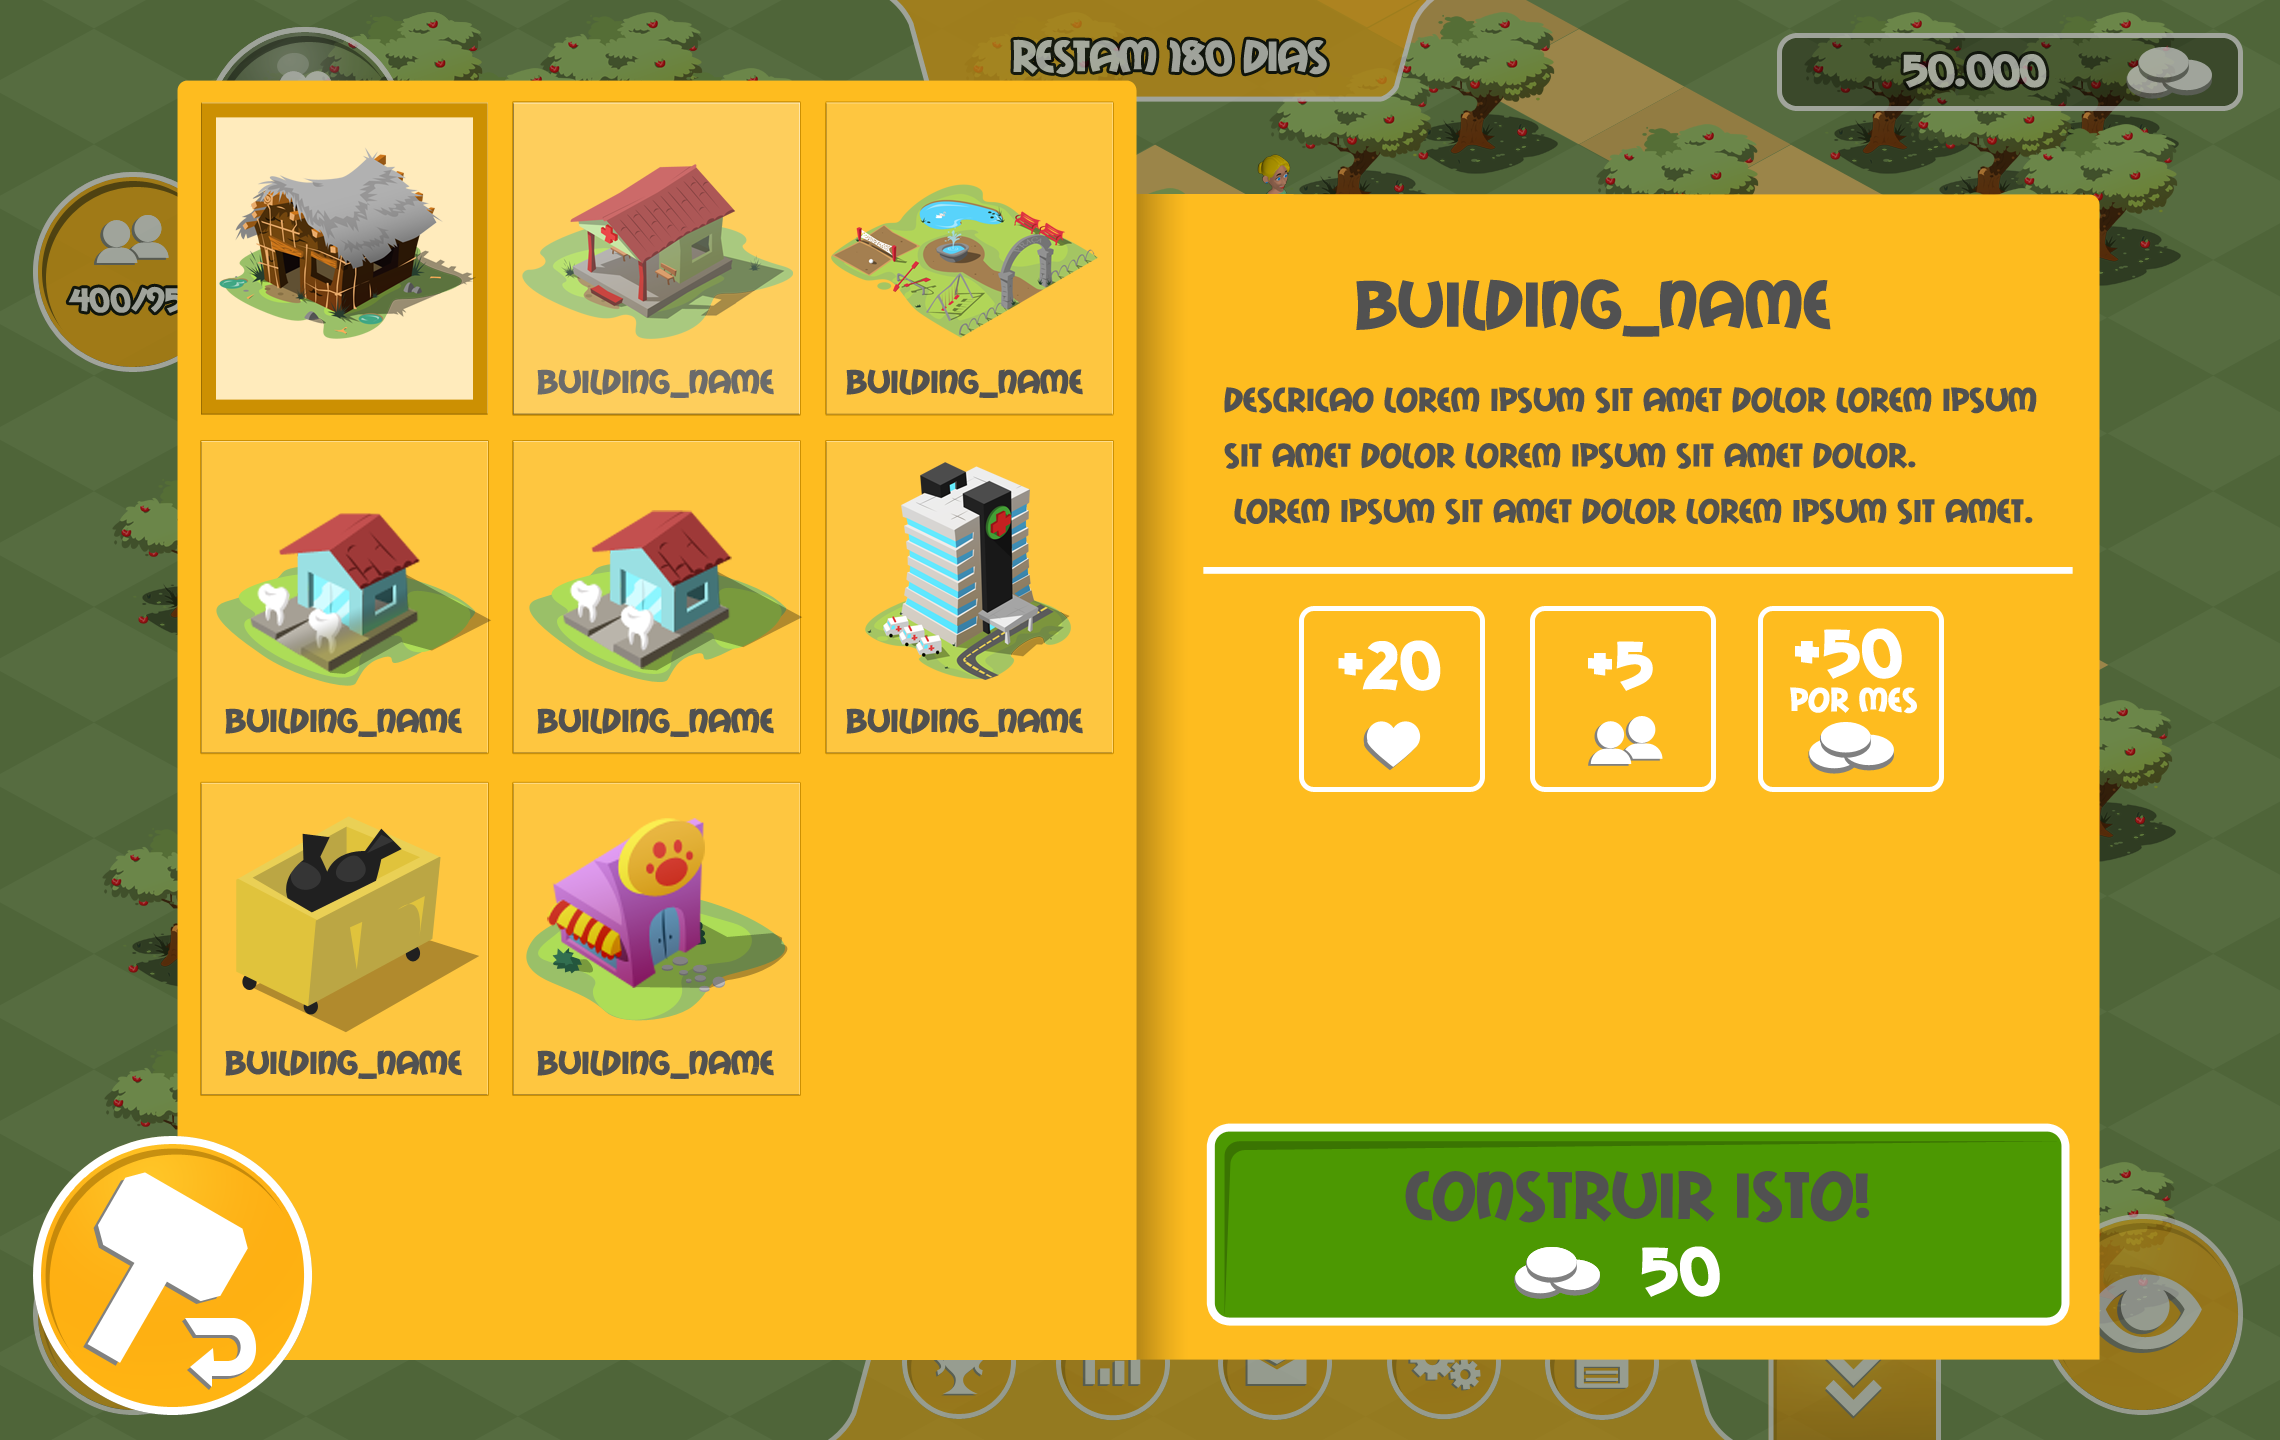 RESTAM 180 DIAS
50.000
400/95
BUILDING_NAME
BUILDING_NAME
BUILDING_NAME
BUILDING_NAME
BUILDING_NAME
BUILDING_NAME
BUILDING_NAME
BUILDING_NAME
DESCRICAO LOREM IPSUM SIT AMET DOLOR LOREM IPSUM
SIT AMET DOLOR LOREM IPSUM SIT AMET DOLOR.
LOREM IPSUM SIT AMET DOLOR LOREM IPSUM SIT AMET.
+20
+5
+50
POR MES
CONSTRUIR ISTO!
50